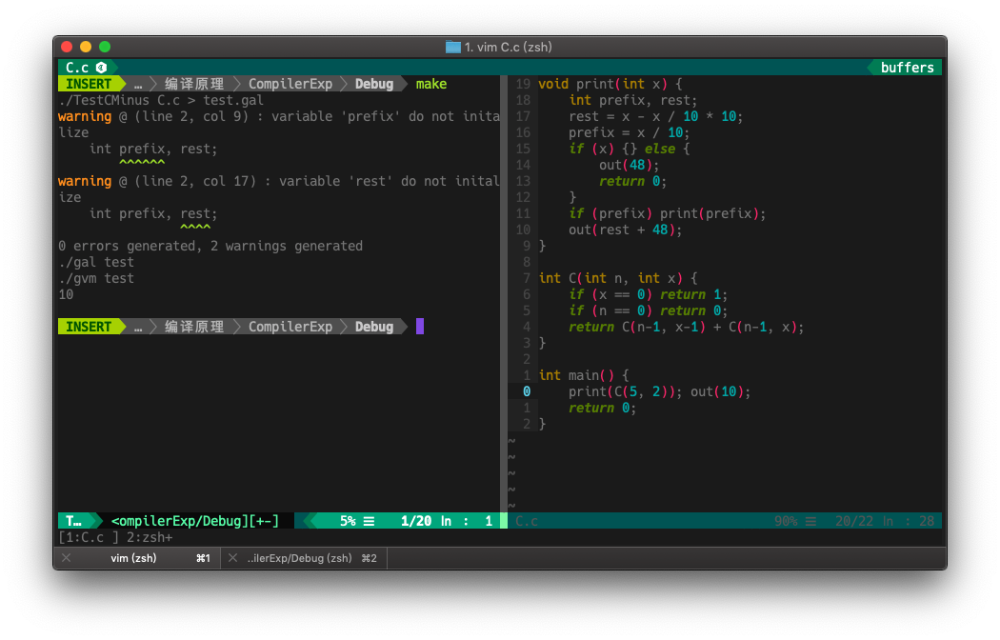 1. vim C.c (zsh)
C.c
buffers
INSERT … 编译原理 CompilerExp Debug make
./TestCMinus C.c > test.gal
warning @ (line 2, col 9) : variable 'prefix' do not inita
lize
    int prefix, rest;
        ^^^^^^
warning @ (line 2, col 17) : variable 'rest' do not inital
ize
    int prefix, rest;
                ^^^^
0 errors generated, 2 warnings generated
./gal test
./gvm test
10
INSERT … 编译原理 CompilerExp Debug
19 void print(int x) {
18     int prefix, rest;
17     rest = x - x / 10 * 10;
16     prefix = x / 10;
15     if (x) {} else {
14         out(48);
13         return 0;
12     }
11     if (prefix) print(prefix);
10     out(rest + 48);
9 }
8
7 int C(int n, int x) {
6     if (x == 0) return 1;
5     if (n == 0) return 0;
4     return C(n-1, x-1) + C(n-1, x);
3 }
2
1 int main() {
0     print(C(5, 2)); out(10);
1     return 0;
2 }
~
~
~
~
~
T… <ompilerExp/Debug][+-] 5% ☰ 1/20 ln : 1
C.c 90% ☰ 20/22 ln : 28
[1:C.c ] 2:zsh+
vim (zsh) ⌘1
..ilerExp/Debug (zsh) ⌘2